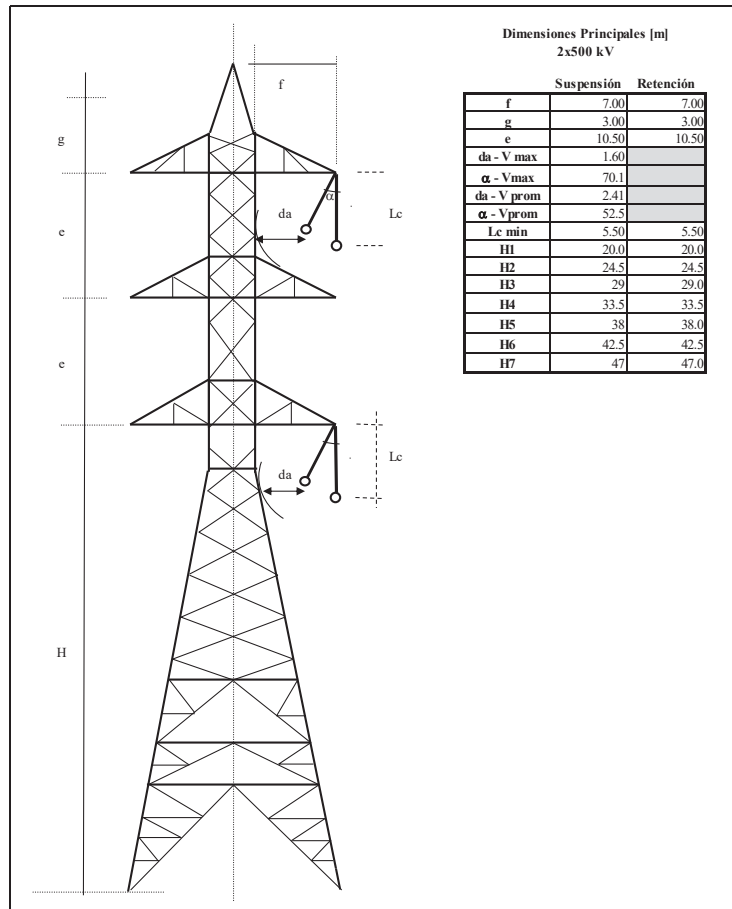 Dimensiones Principales [m]
2x500 kV
Suspensión Retención
f 7.00 7.00
g 3.00 3.00
e 10.50 10.50
da - V max 1.60
α - Vmax 70.1
da - V prom 2.41
α - Vprom 52.5
Lc min 5.50 5.50
H1 20.0 20.0
H2 24.5 24.5
H3 29 29.0
H4 33.5 33.5
H5 38 38.0
H6 42.5 42.5
H7 47 47.0
f
g
α
da
Lc
e
e
Lc
da
H